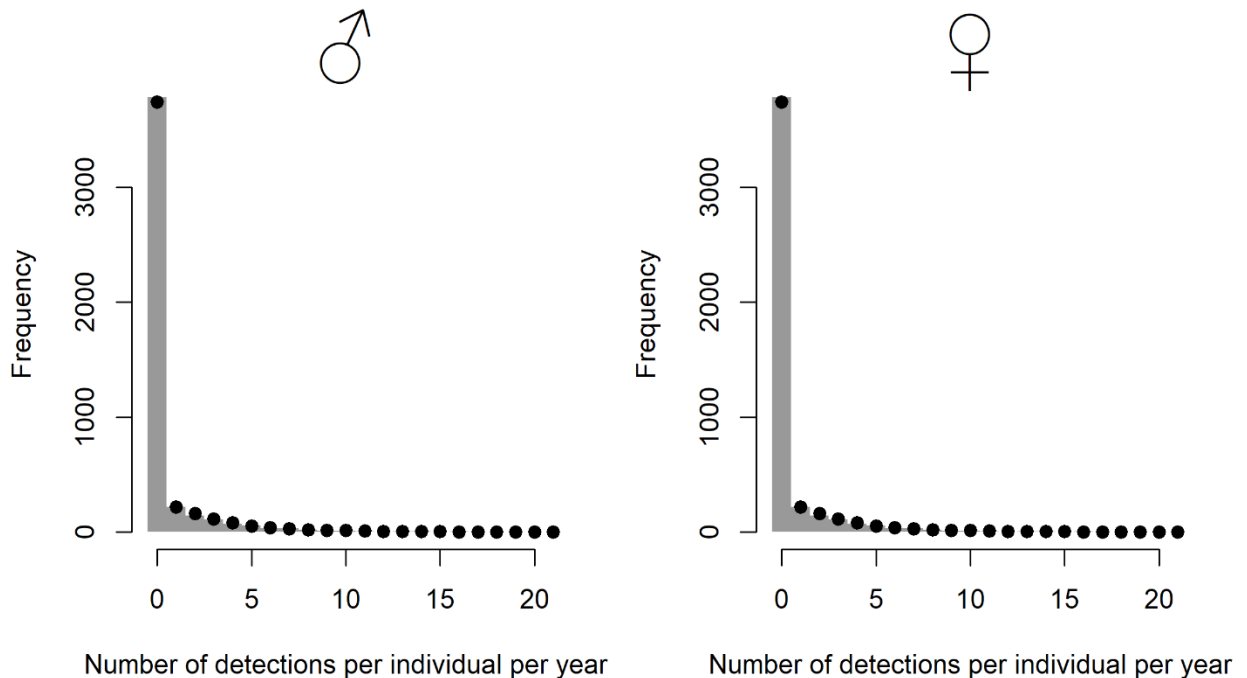 ♂
Frequency
3000
2000
1000
0
0 5 10 15 20
Number of detections per individual per year
♀
Frequency
3000
2000
1000
0
0 5 10 15 20
Number of detections per individual per year